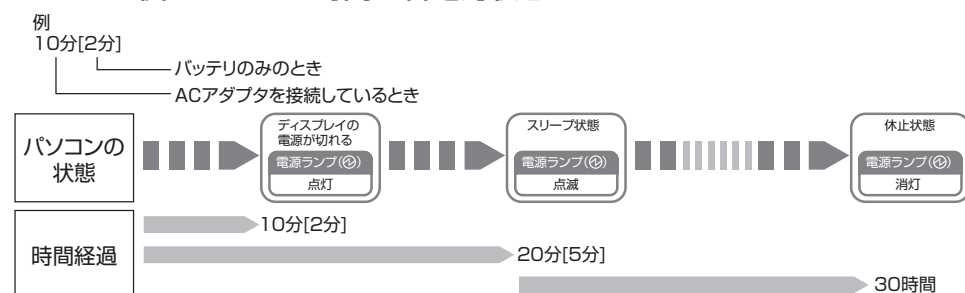 例
10分[2分]
バッテリのみのとき
ACアダプタを接続しているとき
パソコンの
状態
ディスプレイの
電源が切れる
電源ランプ()
点灯
スリープ状態
電源ランプ()
点滅
休止状態
電源ランプ()
消灯
時間経過
10分[2分]
20分[5分]
30時間